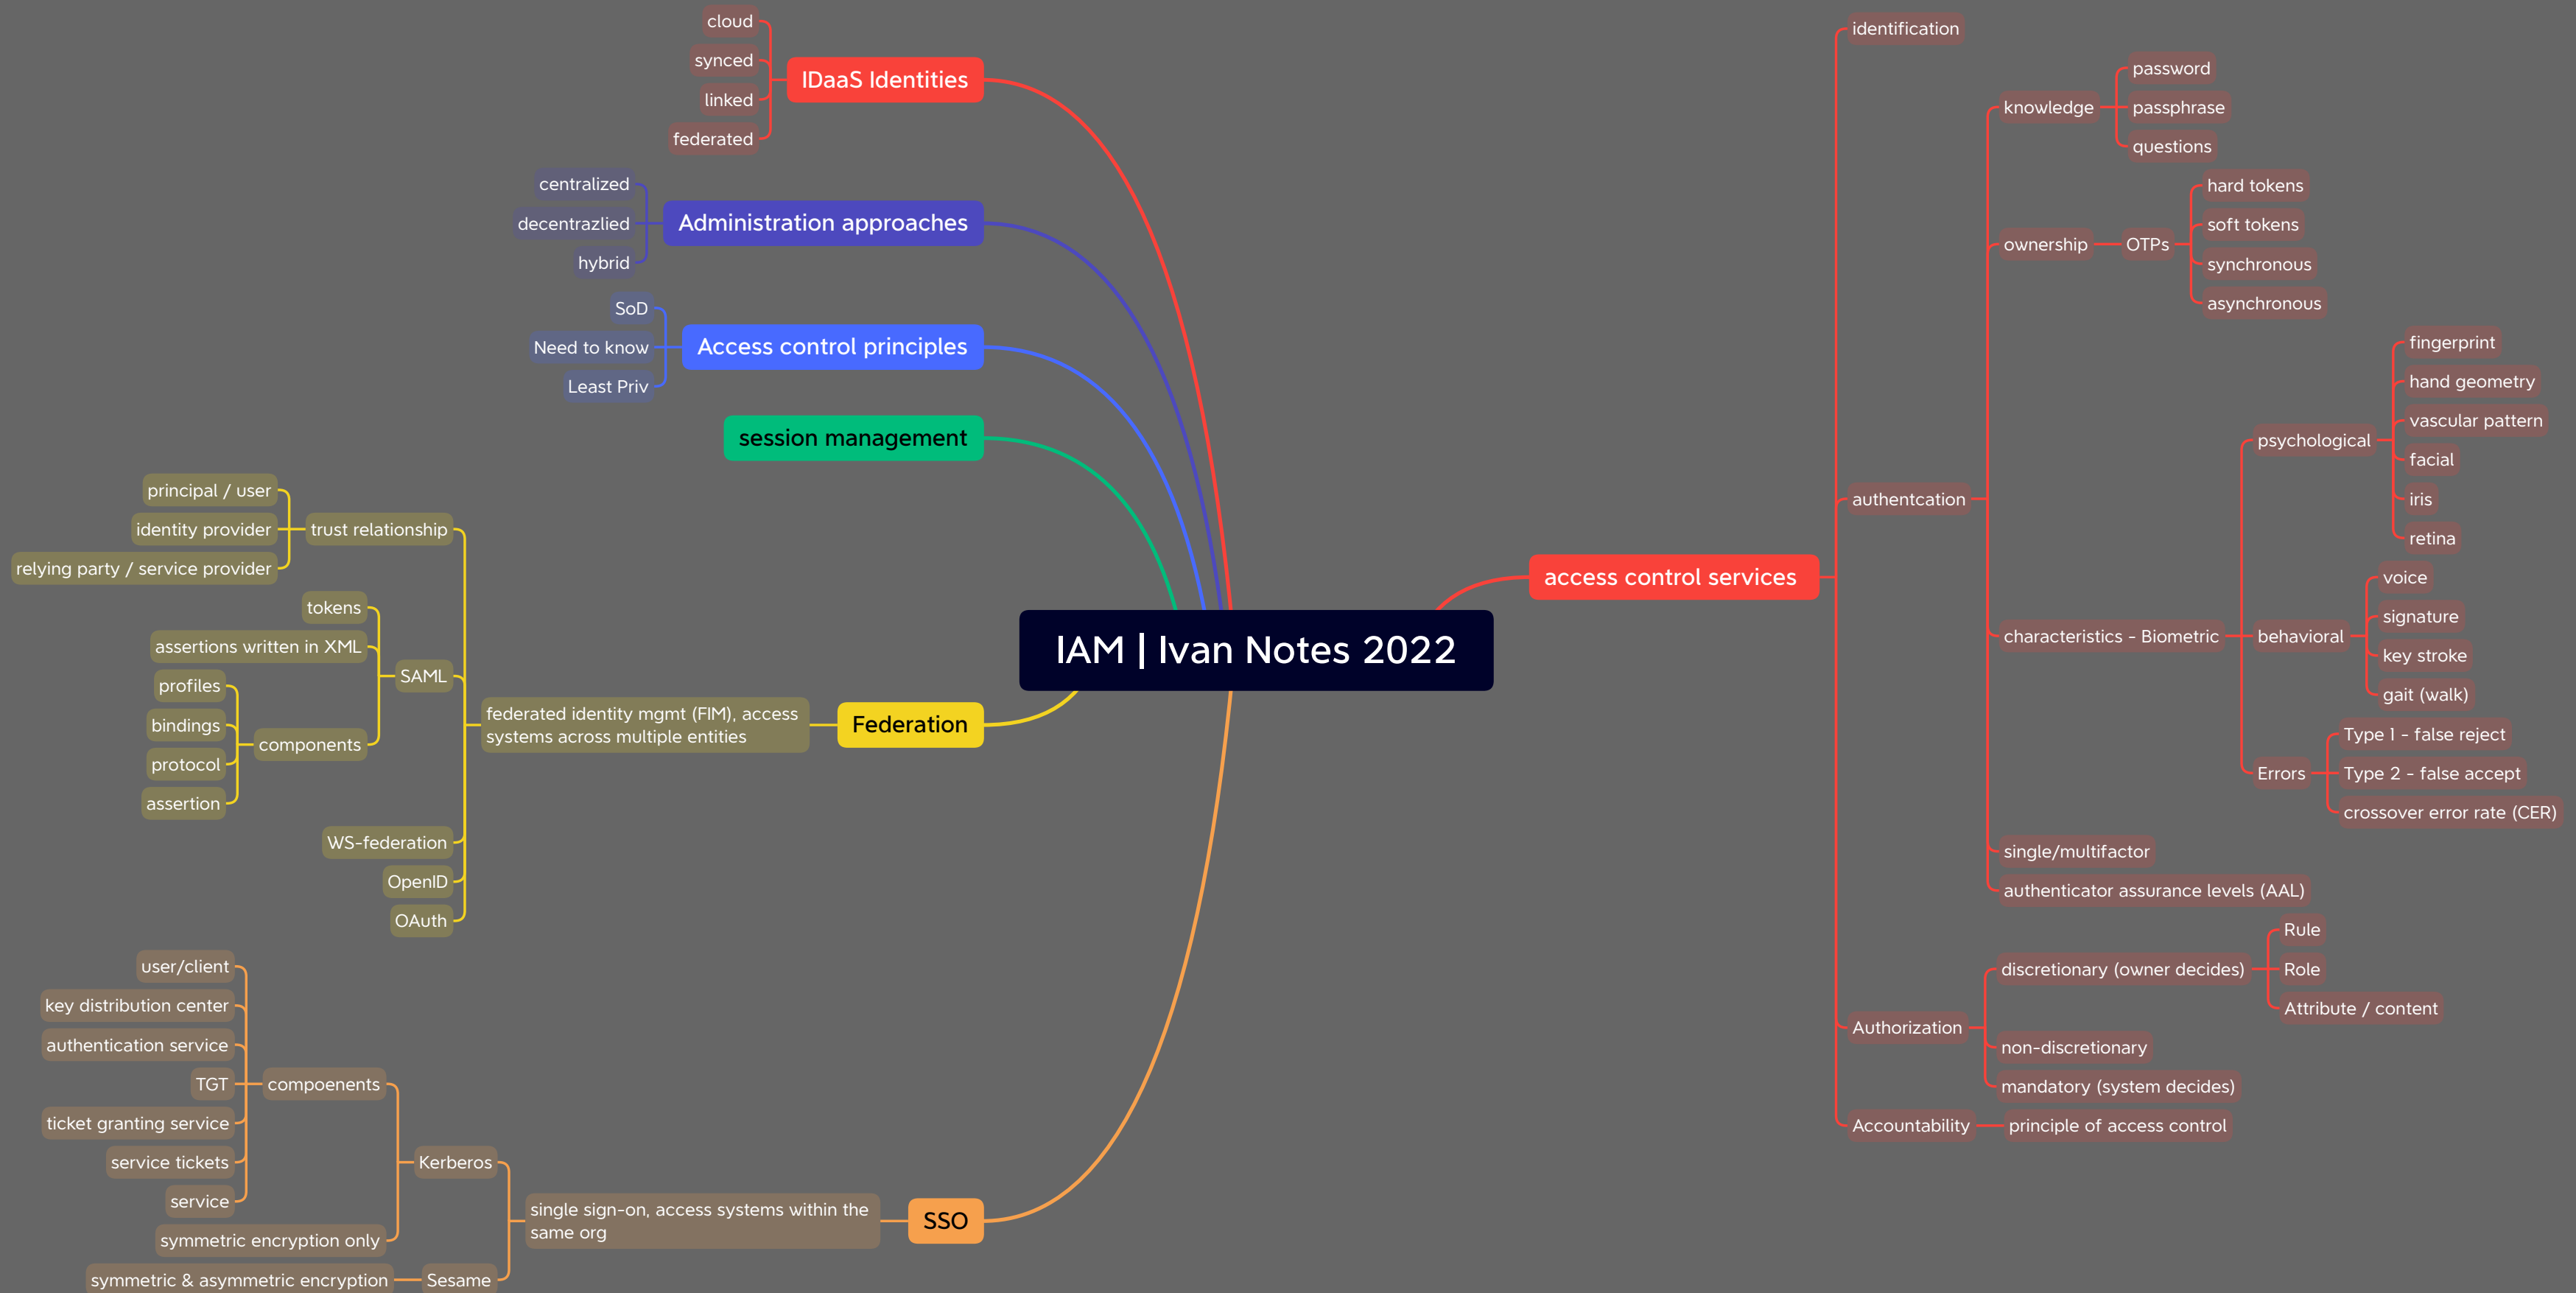 IAM | Ivan Notes 2022
access control services
identification
authentcation
knowledge
password
passphrase
questions
ownership
OTPs
hard tokens
soft tokens
synchronous
asynchronous
characteristics - Biometric
psychological
fingerprint
hand geometry
vascular pattern
facial
iris
retina
behavioral
voice
signature
key stroke
gait (walk)
Errors
Type 1 - false reject
Type 2 - false accept
crossover error rate (CER)
single/multifactor
authenticator assurance levels (AAL)
Authorization
discretionary (owner decides)
Rule
Role
Attribute / content
non-discretionary
mandatory (system decides)
Accountability
principle of access control
IDaaS Identities
cloud
synced
linked
federated
Administration approaches
centralized
decentrazlied
hybrid
Access control principles
SoD
Need to know
Least Priv
session management
Federation
federated identity mgmt (FIM), access
systems across multiple entities
trust relationship
principal / user
identity provider
relying party / service provider
SAML
tokens
assertions written in XML
components
profiles
bindings
protocol
assertion
WS-federation
OpenID
OAuth
SSO
single sign-on, access systems within the
same org
Kerberos
compoenents
user/client
key distribution center
authentication service
TGT
ticket granting service
service tickets
service
symmetric encryption only
Sesame
symmetric & asymmetric encryption